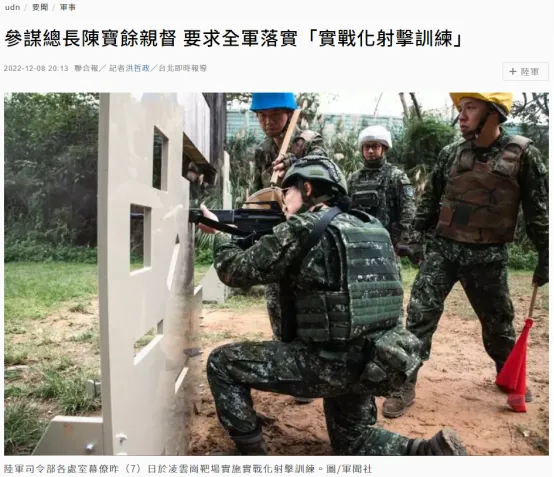 udn / 要聞 / 軍事
參謀總長陳寶餘親督 要求全軍落實「實戰化射擊訓練」
2022-12-08 20:13 聯合報／ 記者洪哲政／台北即時報導
+ 陸軍
陸軍司令部各處室幕僚昨（7）日於凌雲崗靶場實施實戰化射擊訓練。圖/軍聞社